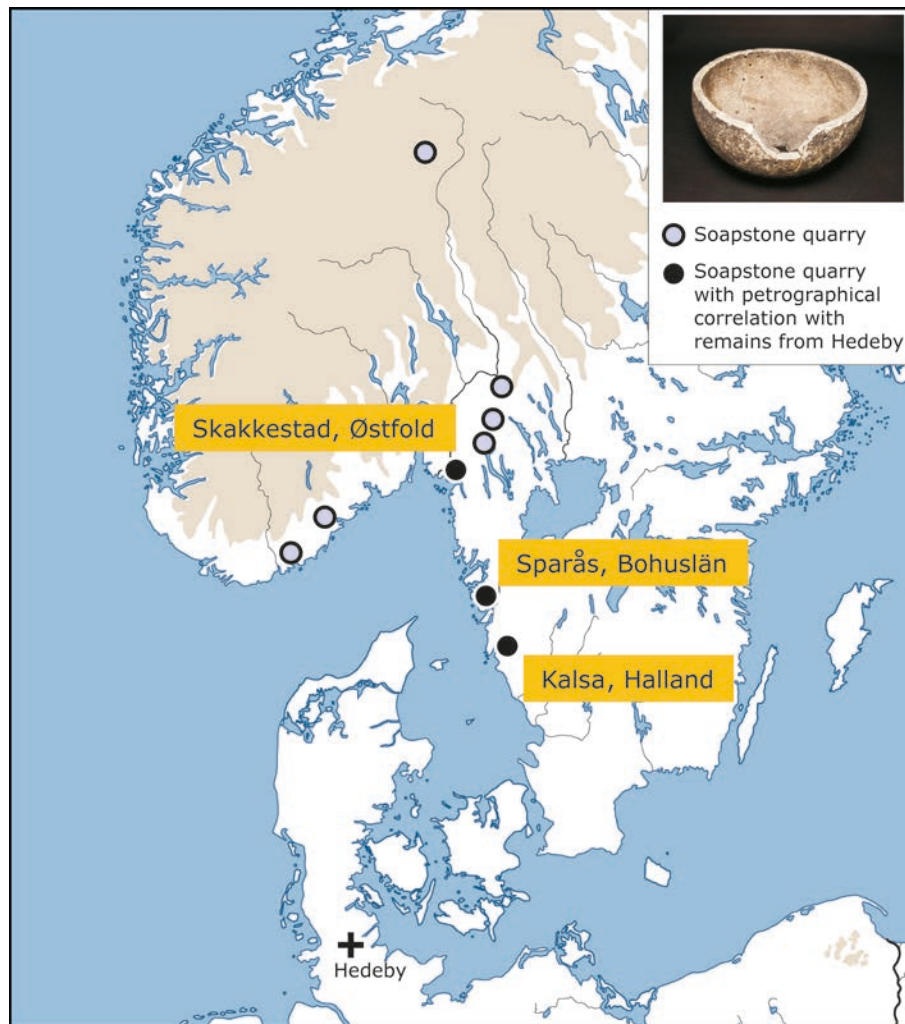 Soapstone quarry
Soapstone quarry
with petrographical
correlation with
remains from Hedeby
Skakkestad, Østfold
Sparås, Bohuslän
Kalsa, Halland
Hedeby